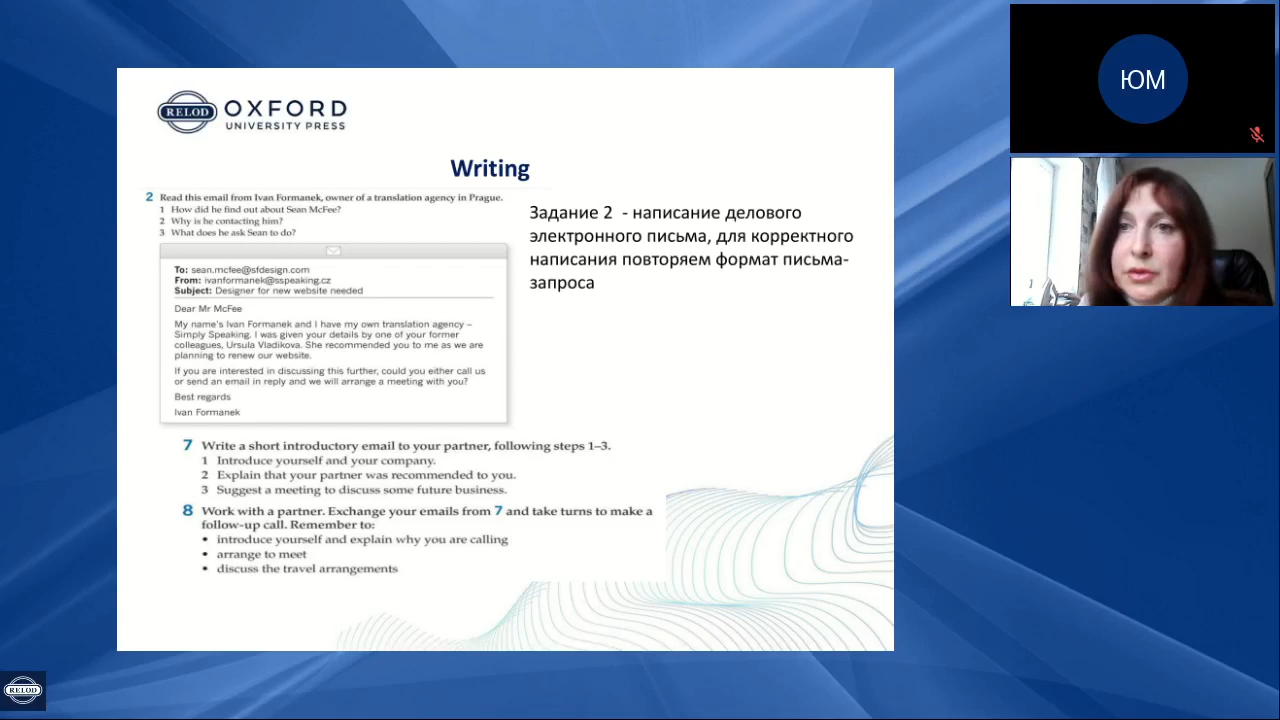 RELOD
OXFORD
UNIVERSITY PRESS
Writing
2 Read this email from Ivan Formanek, owner of a translation agency in Prague.
1 How did he find out about Sean McFee?
2 Why is he contacting him?
3 What does he ask Sean to do?
To: sean.mcfee@sfdesign.com
From: ivanformanek@sspeaking.cz
Subject: Designer for new website needed
Dear Mr McFee
My name's Ivan Formanek and I have my own translation agency –
Simply Speaking. I was given your details by one of your former
colleagues, Ursula Vladikova. She recommended you to me as we are
planning to renew our website.
If you are interested in discussing this further, could you either call us
or send an email in reply and we will arrange a meeting with you?
Best regards
Ivan Formanek
Задание 2 - написание делового
электронного письма, для корректного
написания повторяем формат письма-
запроса
7 Write a short introductory email to your partner, following steps 1–3.
1 Introduce yourself and your company.
2 Explain that your partner was recommended to you.
3 Suggest a meeting to discuss some future business.
8 Work with a partner. Exchange your emails from 7 and take turns to make a
follow-up call. Remember to:
• introduce yourself and explain why you are calling
• arrange to meet
• discuss the travel arrangements
ЮМ
RELOD